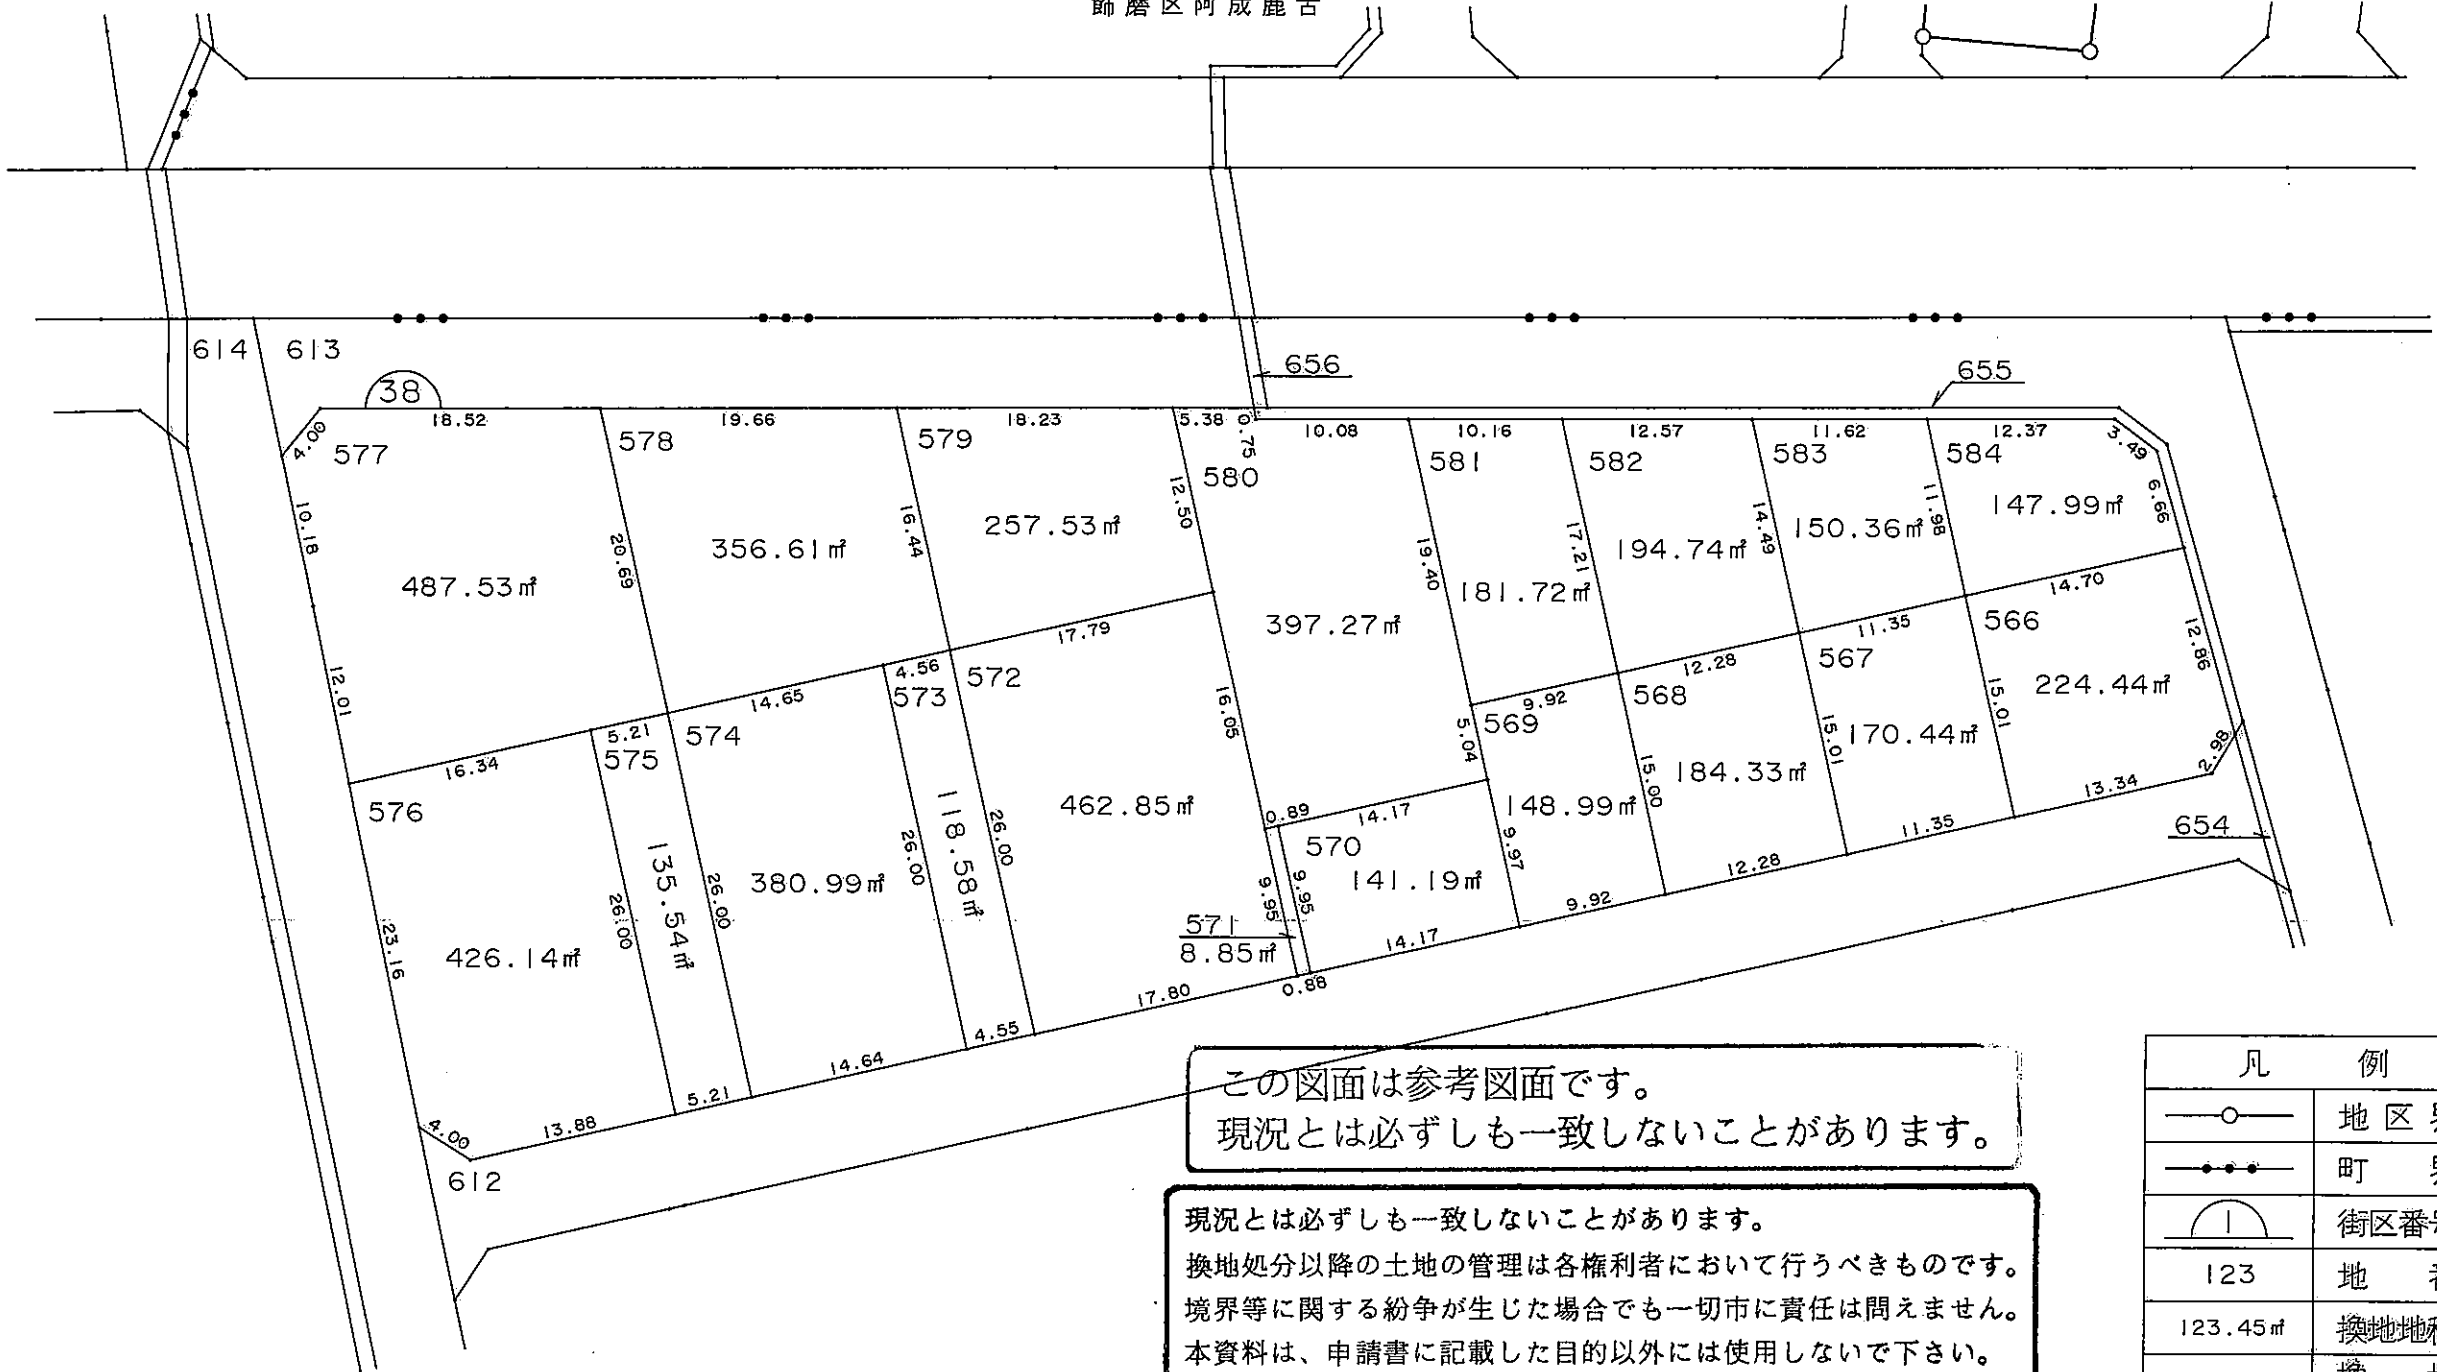 飾磨区阿成鹿古
614 613
656
655
38
18.52 19.66 18.23 5.38 0.75 10.08 10.16 12.57 11.62 12.37 3.49
4.00
577 578 579 580 581 582 583 584
10.18 20.69 16.44 12.50 19.40 17.21 14.49 11.98 6.66
487.53㎡ 356.61㎡ 257.53㎡ 397.27㎡ 181.72㎡ 194.74㎡ 150.36㎡ 147.99㎡
12.01
16.34 5.21 14.65 4.56 17.79 9.92 12.28 11.35 14.70
576 575 574 573 572 569 568 567 566
16.05 5.04 15.00 15.01 15.01 12.86
0.89 14.17
570
23.16 26.00 26.00 26.00 26.00 9.95 9.95 9.97
426.14㎡ 135.54㎡ 380.99㎡ 118.58㎡ 462.85㎡ 141.19㎡ 148.99㎡ 184.33㎡ 170.44㎡ 224.44㎡
571
8.85㎡
2.98
654
4.00 13.88 5.21 14.64 4.55 17.80 0.88 14.17 9.92 12.28 11.35 13.34
612
この図面は参考図面です。
現況とは必ずしも一致しないことがあります。
現況とは必ずしも一致しないことがあります。
換地処分以降の土地の管理は各権利者において行うべきものです。
境界等に関する紛争が生じた場合でも一切市に責任は問えません。
本資料は、申請書に記載した目的以外には使用しないで下さい。
凡 例
地区
町
1 街区番
123 地
123.45㎡ 換地地